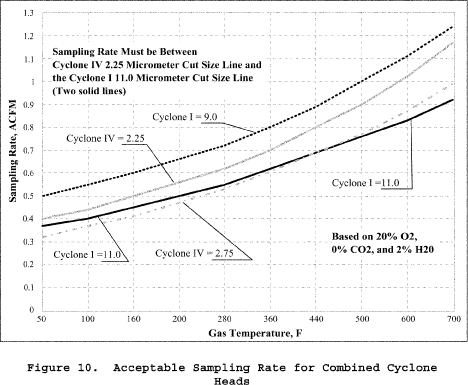 1.3
1.2
1.1
1
0.9
0.8
0.7
0.6
0.5
0.4
0.3
0
Sampling Rate, ACFM
Sampling Rate Must be Between
Cyclone IV 2.25 Micrometer Cut Size Line and
the Cyclone I 11.0 Micrometer Cut Size Line
(Two solid lines)
Cyclone I = 9.0
Cyclone IV = 2.25
Cyclone I =11.0
Cyclone I =11.0
Cyclone IV = 2.75
Based on 20% O2,
0% CO2, and 2% H20
50 100 160 200 280 360 440 500 600 700
Gas Temperature, F
Figure 10. Acceptable Sampling Rate for Combined Cyclone
Heads